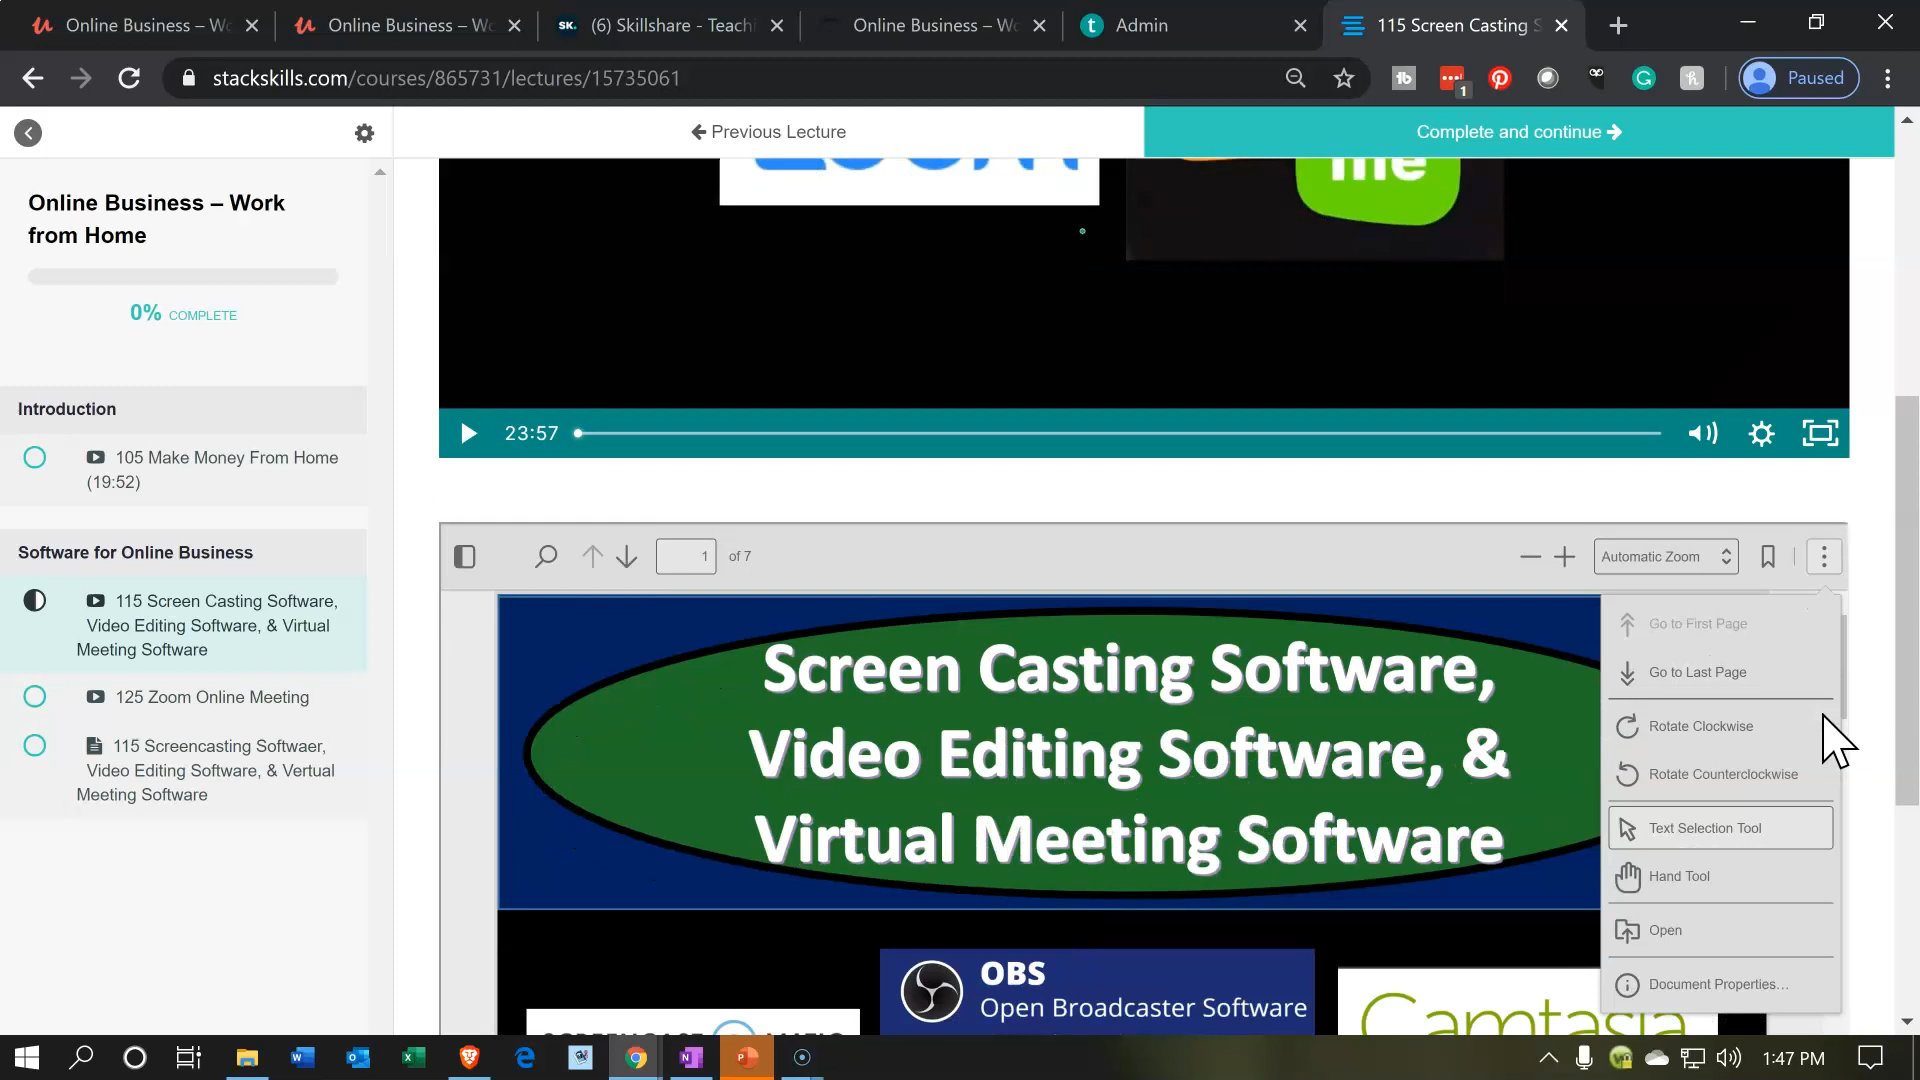 Online Business – Wo
Online Business – Wo
SK.
(6) Skillshare - Teachi
Online Business – Wo
t
Admin
115 Screen Casting S
stackskills.com/courses/865731/lectures/15735061
1
Paused
Previous Lecture
Complete and continue
Online Business – Work
from Home
0% COMPLETE
Introduction
105 Make Money From Home
(19:52)
Software for Online Business
115 Screen Casting Software,
Video Editing Software, & Virtual
Meeting Software
125 Zoom Online Meeting
115 Screencasting Softwaer,
Video Editing Software, & Vertual
Meeting Software
zoom
me
23:57
1 of 7
Automatic Zoom
Go to First Page
Go to Last Page
Rotate Clockwise
Rotate Counterclockwise
Text Selection Tool
Hand Tool
Open
Document Properties...
Screen Casting Software,
Video Editing Software, &
Virtual Meeting Software
OBS
Open Broadcaster Software
Camtasia
1:47 PM